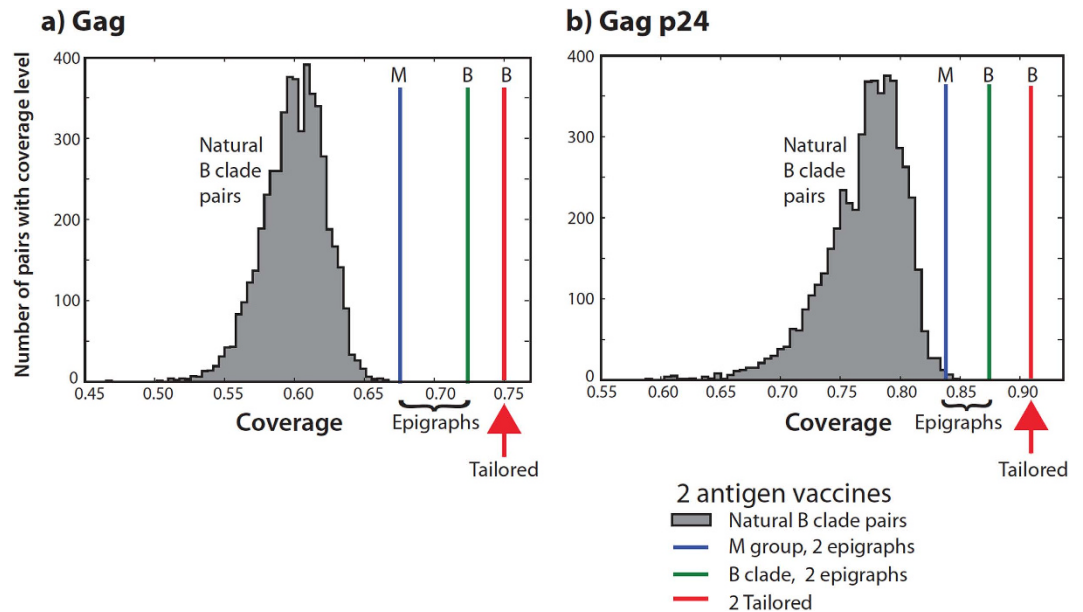 a) Gag
b) Gag p24
Number of pairs with coverage level
400
300
200
100
0
M
B
B
Natural
B clade
pairs
0.45
0.50
0.55
0.60
0.65
0.70
0.75
Coverage
Epigraphs
Tailored
400
300
200
100
0
M
B
B
Natural
B clade
pairs
0.55
0.60
0.65
0.70
0.75
0.80
0.85
0.90
Coverage
Epigraphs
Tailored
2 antigen vaccines
Natural B clade pairs
M group, 2 epigraphs
B clade, 2 epigraphs
2 Tailored